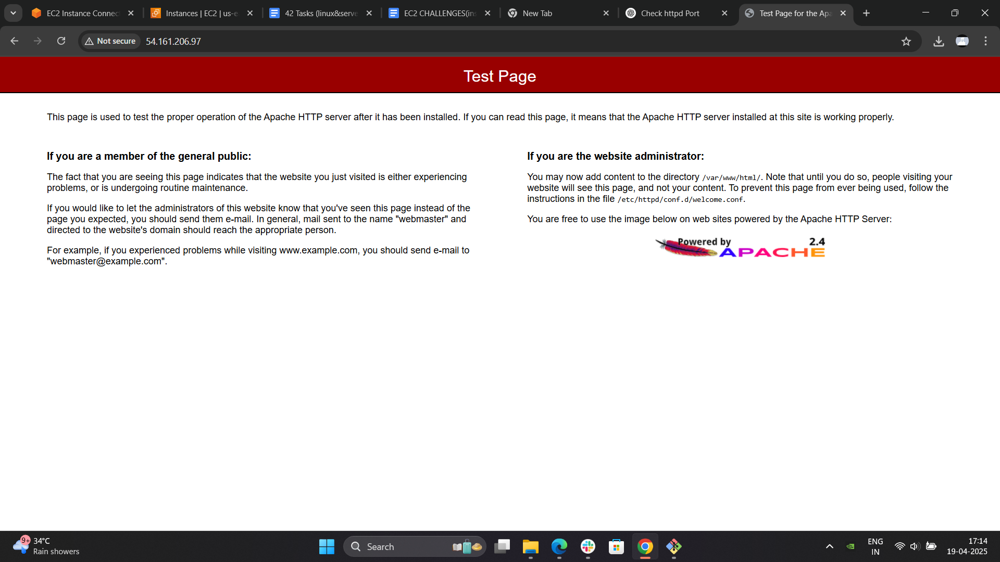 EC2 Instance Connec
Instances | EC2 | us-e
42 Tasks (linux&serve
EC2 CHALLENGES(ins
New Tab
Check httpd Port
Test Page for the Apa
Not secure
54.161.206.97
Test Page
This page is used to test the proper operation of the Apache HTTP server after it has been installed. If you can read this page, it means that the Apache HTTP server installed at this site is working properly.
If you are a member of the general public:
The fact that you are seeing this page indicates that the website you just visited is either experiencing
problems, or is undergoing routine maintenance.
If you would like to let the administrators of this website know that you've seen this page instead of the
page you expected, you should send them e-mail. In general, mail sent to the name "webmaster" and
directed to the website's domain should reach the appropriate person.
For example, if you experienced problems while visiting www.example.com, you should send e-mail to
"webmaster@example.com".
If you are the website administrator:
You may now add content to the directory /var/www/html/. Note that until you do so, people visiting your
website will see this page, and not your content. To prevent this page from ever being used, follow the
instructions in the file /etc/httpd/conf.d/welcome.conf.
You are free to use the image below on web sites powered by the Apache HTTP Server:
Powered by 2.4
APACHE
9+
34°C
Rain showers
Search
ENG
IN
17:14
19-04-2025